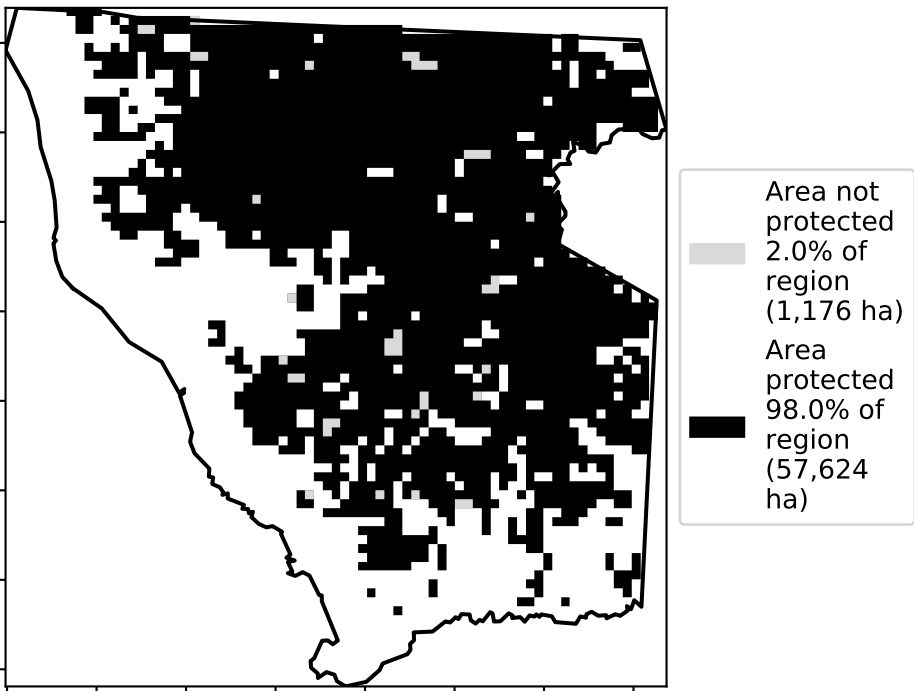 Area not
protected
2.0% of
region
(1,176 ha)
Area
protected
98.0% of
region
(57,624
ha)